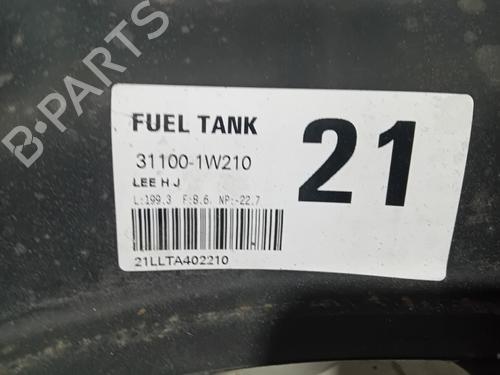 FUEL TANK
21
31100-1W210
LEE H J
L:199.3 F:8.6, NP:-22.7
21LLTA402210
B-PARTS